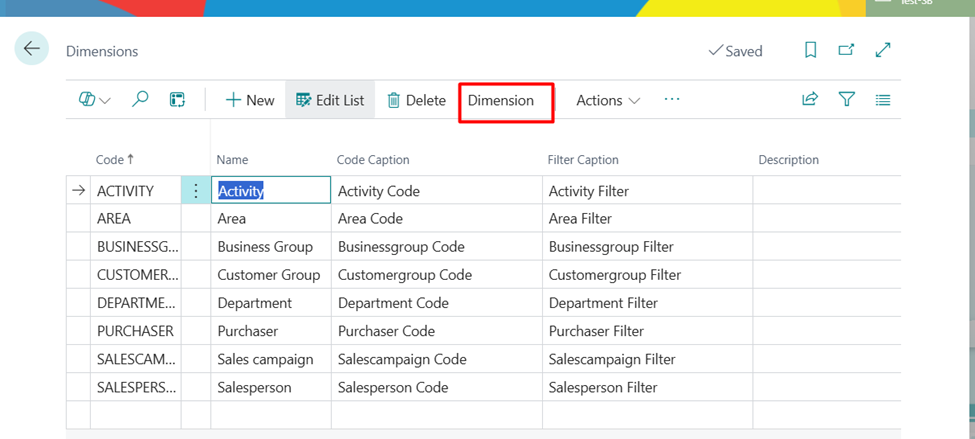 Test-3B
Dimensions Saved
New Edit List Delete Dimension Actions ...
Code ↑ Name Code Caption Filter Caption Description
ACTIVITY Activity Activity Code Activity Filter
AREA Area Area Code Area Filter
BUSINESSG... Business Group Businessgroup Code Businessgroup Filter
CUSTOMER... Customer Group Customergroup Code Customergroup Filter
DEPARTME... Department Department Code Department Filter
PURCHASER Purchaser Purchaser Code Purchaser Filter
SALESCAM... Sales campaign Salescampaign Code Salescampaign Filter
SALESPERS... Salesperson Salesperson Code Salesperson Filter